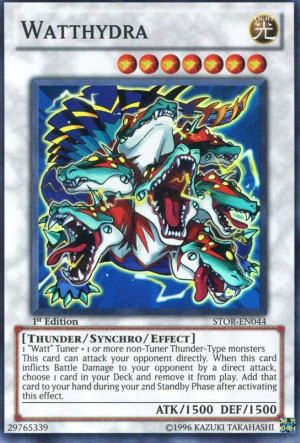 WATTHYDRA
LIGHT
光
1st Edition
STOR-EN044
[THUNDER/SYNCHRO/EFFECT]
1 "Watt" Tuner + 1 or more non-Tuner Thunder-Type monsters
This card can attack your opponent directly. When this card
inflicts Battle Damage to your opponent by a direct attack,
choose 1 card in your Deck and remove it from play. Add that
card to your hand during your 2nd Standby Phase after activating
this effect.
ATK/1500 DEF/1500
29765339
©1996 KAZUKI TAKAHASHI